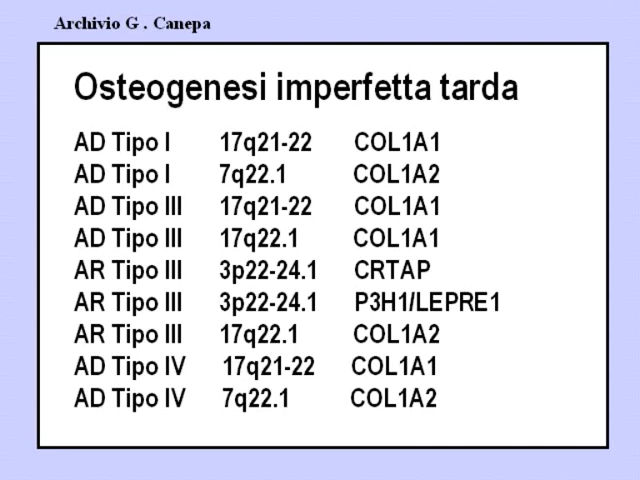 Archivio G . Canepa
Osteogenesi imperfetta tarda
AD Tipo I 17q21-22 COL1A1
AD Tipo I 7q22.1 COL1A2
AD Tipo III 17q21-22 COL1A1
AD Tipo III 17q22.1 COL1A1
AR Tipo III 3p22-24.1 CRTAP
AR Tipo III 3p22-24.1 P3H1/LEPRE1
AR Tipo III 17q22.1 COL1A2
AD Tipo IV 17q21-22 COL1A1
AD Tipo IV 7q22.1 COL1A2